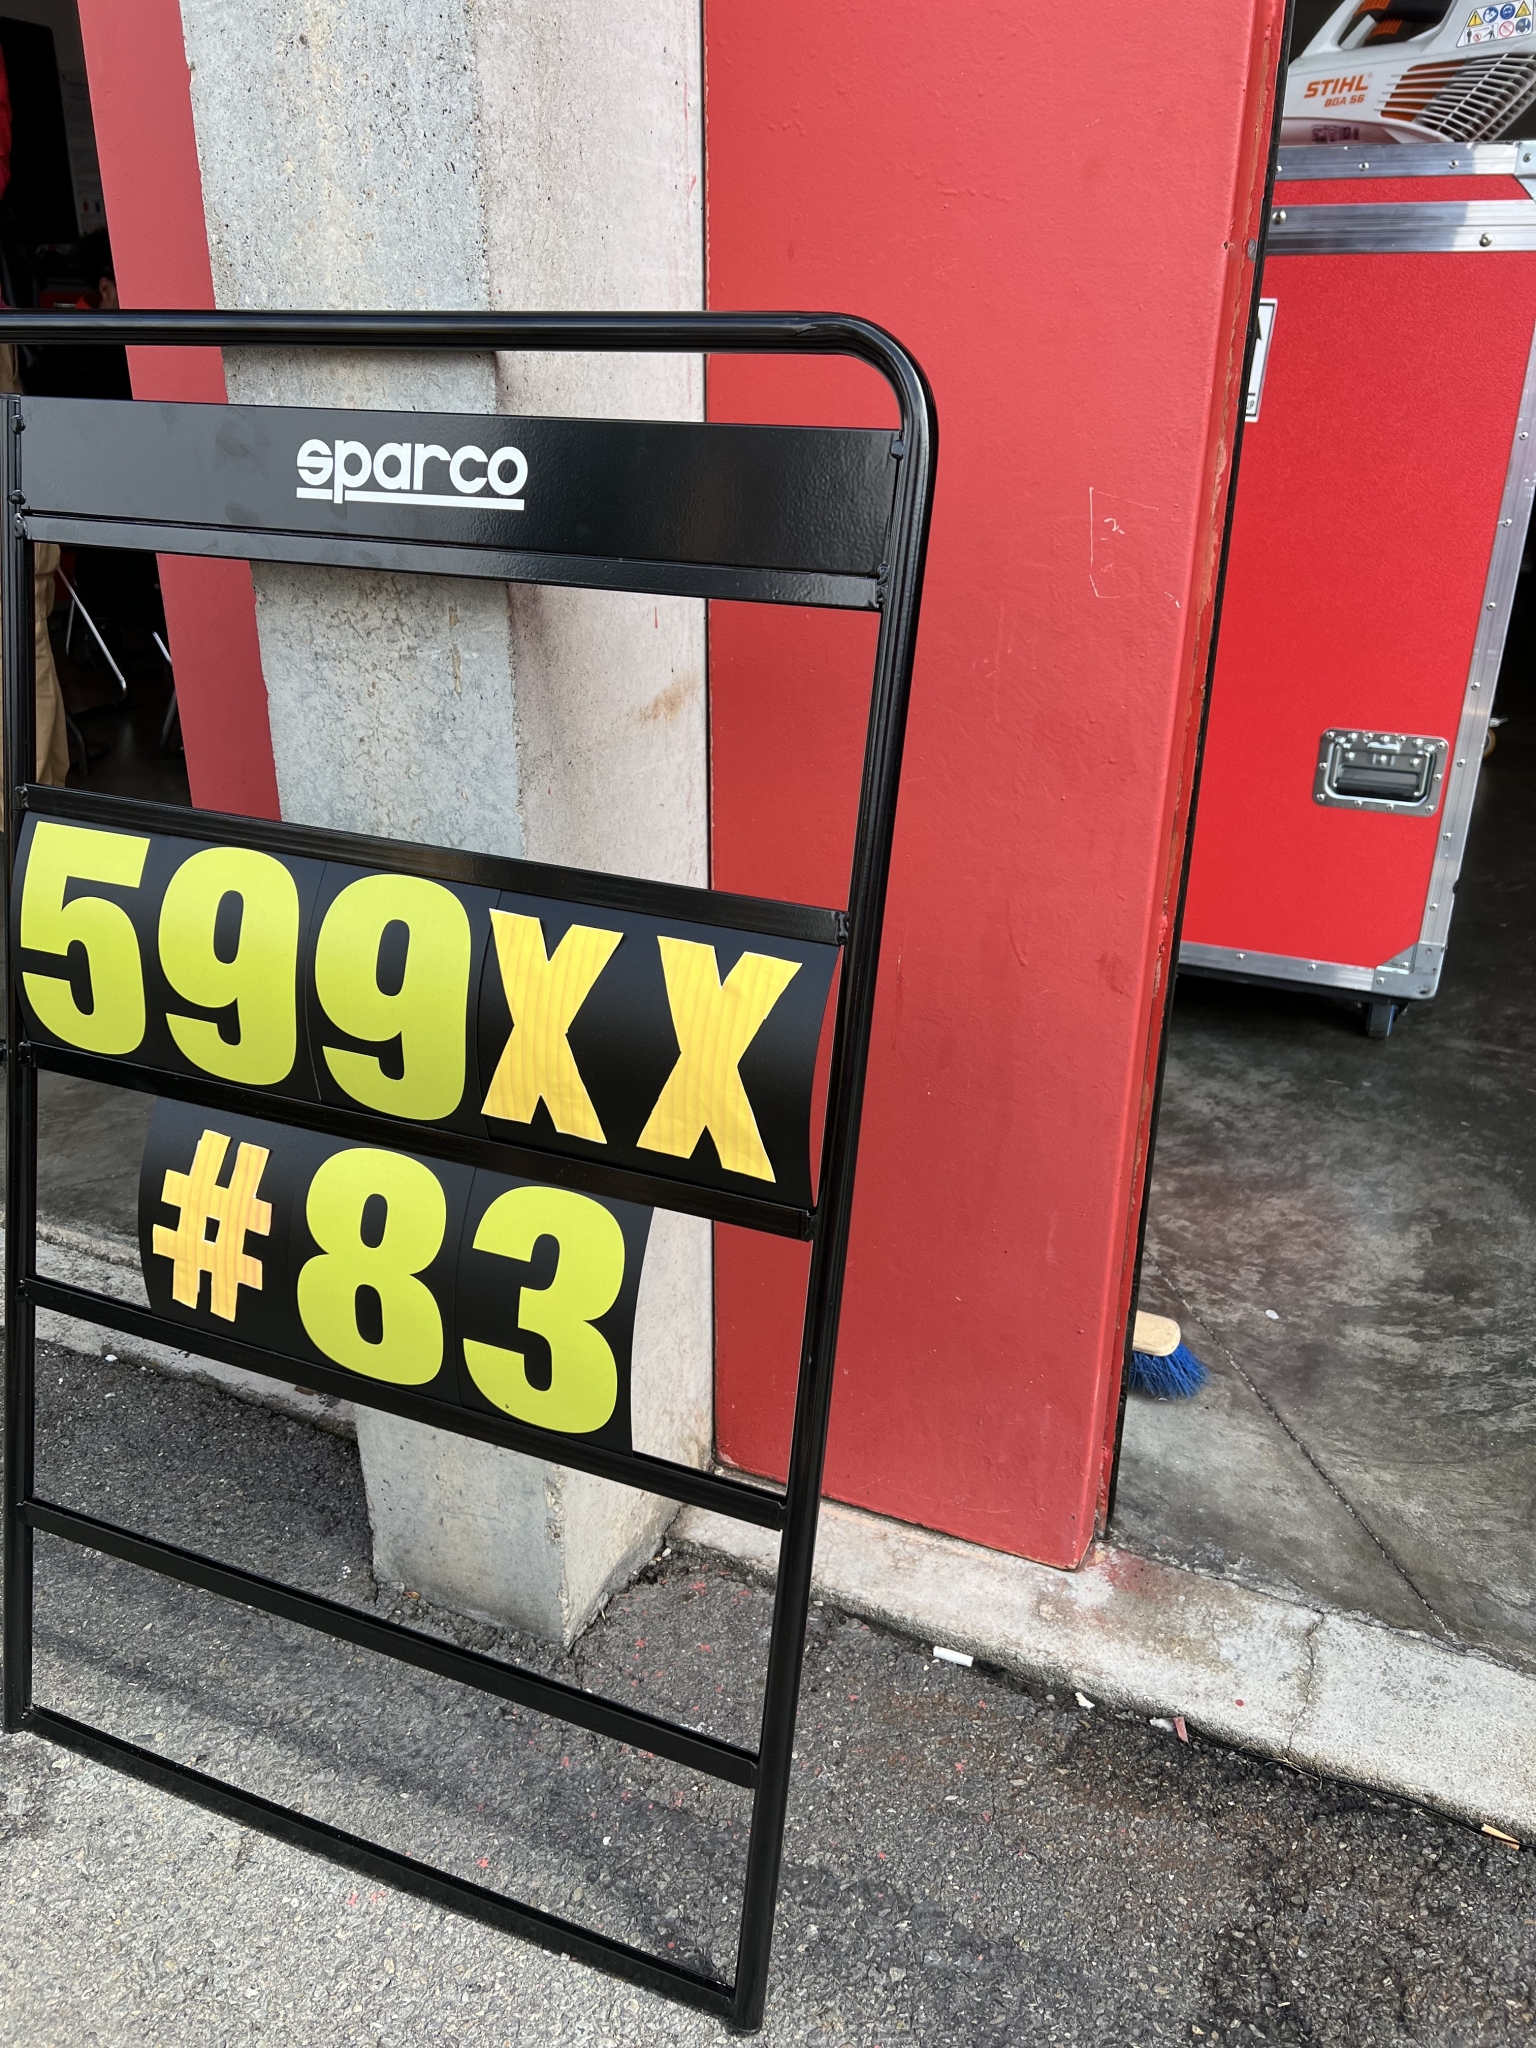 STIHL
BGA 56
sparco
599XX
#83